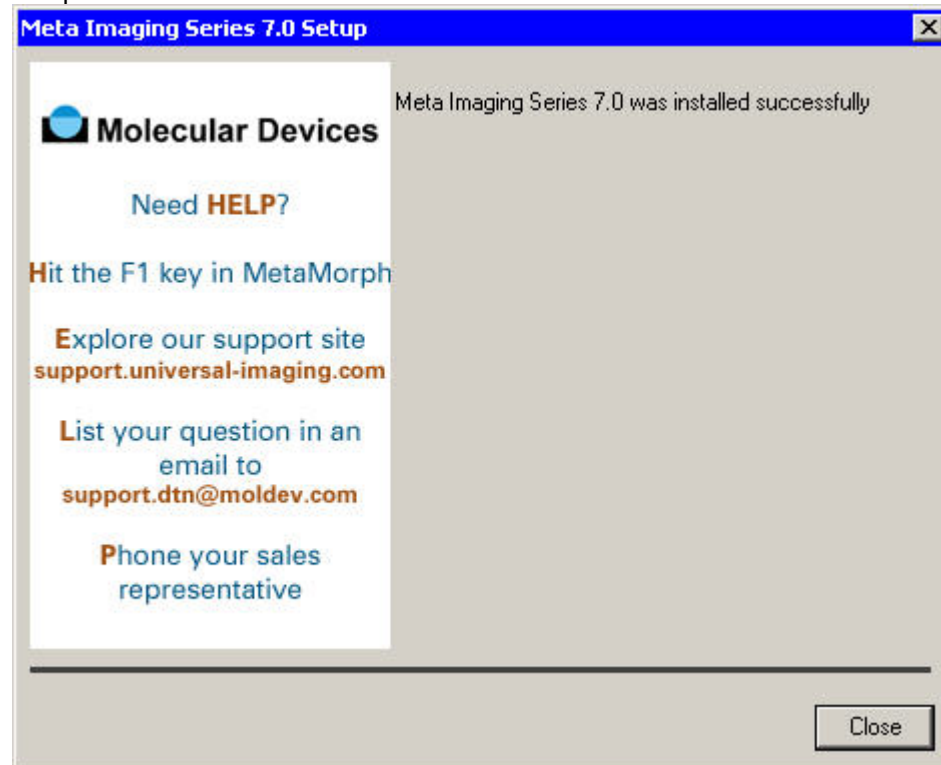 Meta Imaging Series 7.0 Setup
Molecular Devices
Need HELP?
Hit the F1 key in MetaMorph
Explore our support site
support.universal-imaging.com
List your question in an
email to
support.dtn@moldev.com
Phone your sales
representative
Meta Imaging Series 7.0 was installed successfully
Close